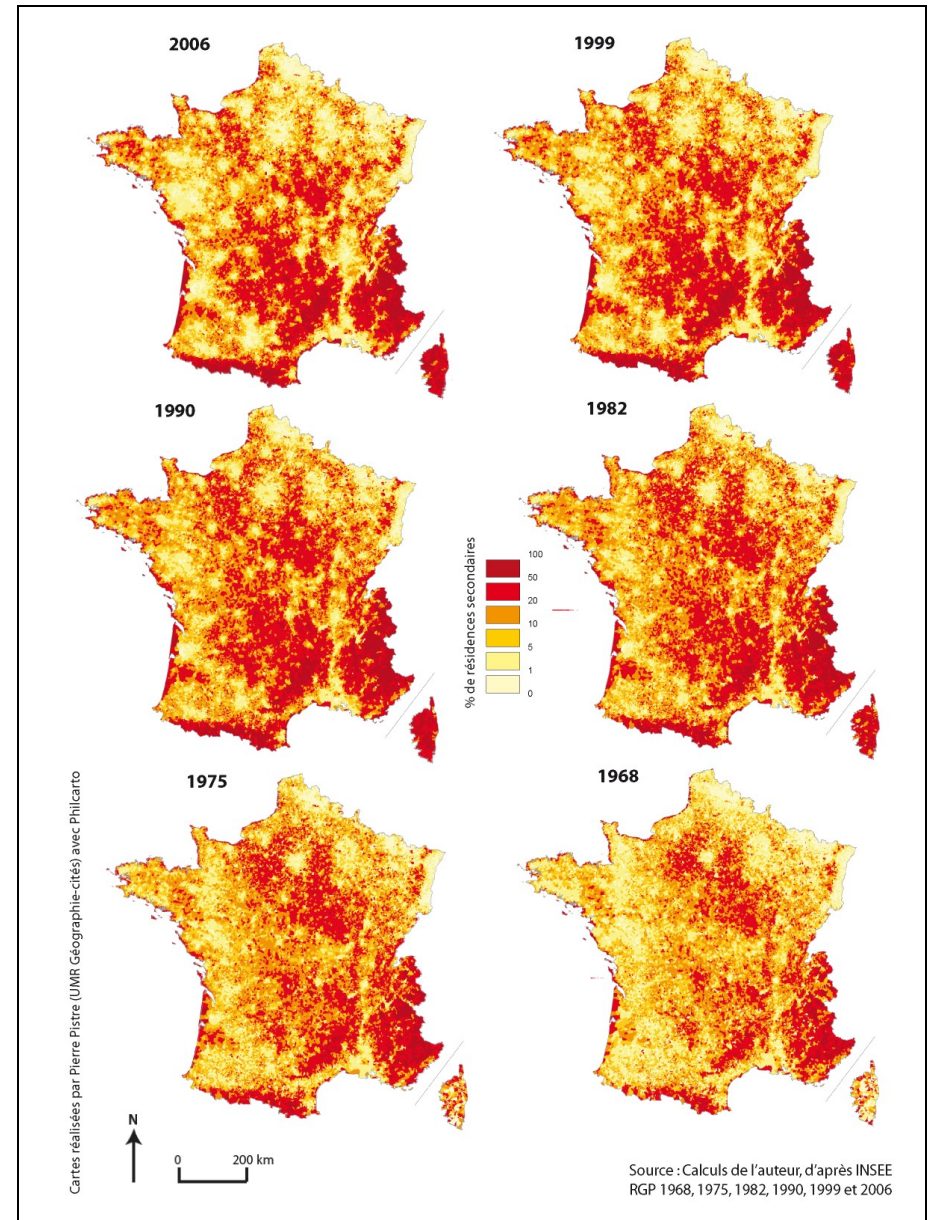 2006
1999
1990
1982
% de résidences secondaires
100
50
20
10
5
1
0
1975
1968
Cartes réalisées par Pierre Pistre (UMR Géographie-cités) avec Philcarto
N
0 200 km
Source : Calculs de l'auteur, d'après INSEE
RGP 1968, 1975, 1982, 1990, 1999 et 2006